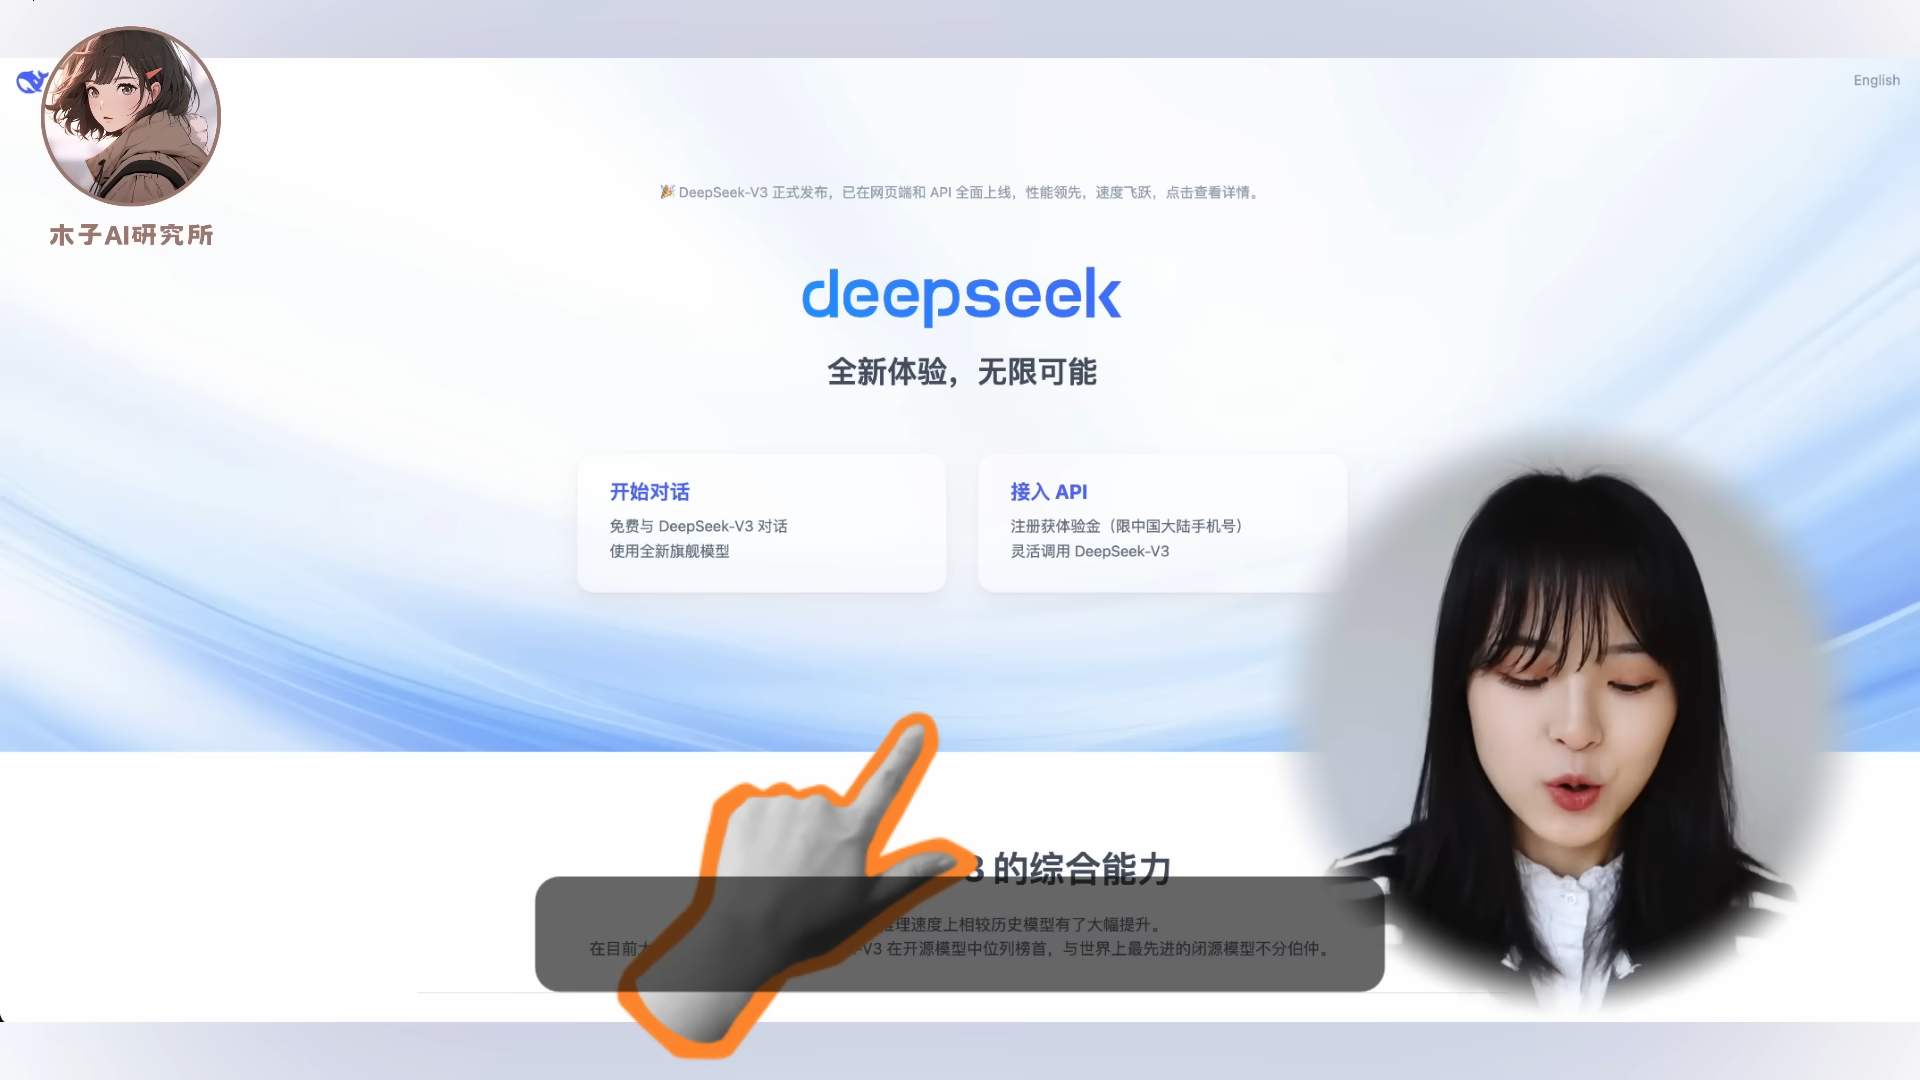 English
木子AI研究所
DeepSeek-V3 正式发布，已在网页端和 API 全面上线，性能领先，速度飞跃，点击查看详情。
deepseek
全新体验，无限可能
开始对话
免费与 DeepSeek-V3 对话
使用全新旗舰模型
接入 API
注册获体验金（限中国大陆手机号）
灵活调用 DeepSeek-V3
3 的综合能力
理速度上相较历史模型有了大幅提升。
在目前
-V3 在开源模型中位列榜首，与世界上最先进的闭源模型不分伯仲。